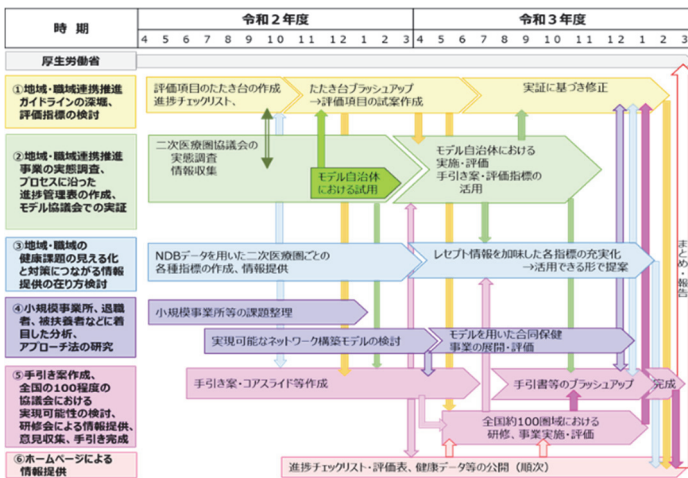 時　期
令和２年度
令和３年度
4 5 6 7 8 9 10 11 12 1 2 3 4 5 6 7 8 9 10 11 12 1 2 3
厚生労働省
①地域・職域連携推進
ガイドラインの深堀、
評価指標の検討
評価項目のたたき台の作成
進捗チェックリスト、
たたき台ブラッシュアップ
→評価項目の試案作成
実証に基づき修正
②地域・職域連携推進
事業の実態調査、
プロセスに沿った
進捗管理表の作成、
モデル協議会での実証
二次医療圏協議会の
実態調査
情報収集
モデル自治体
における試用
モデル自治体における
実施・評価
手引き案・評価指標の
活用
③地域・職域の
健康課題の見える化
と対策につながる情報
提供の在り方検討
NDBデータを用いた二次医療圏ごとの
各種指標の作成、情報提供
レセプト情報を加味した各指標の充実化
→活用できる形で提案
④小規模事業所、退職
者、被扶養者などに着
目した分析、
アプローチ法の研究
小規模事業所等の課題整理
実現可能なネットワーク構築モデルの検討
モデルを用いた合同保健
事業の展開・評価
⑤手引き案作成、
全国の100程度の
協議会における
実現可能性の検討、
研修会による情報提供、
意見収集、手引き完成
手引き案・コアスライド等作成
手引書等のブラッシュアップ
完成
全国約100圏域における
研修、事業実施・評価
⑥ホームページによる
情報提供
進捗チェックリスト・評価表、健康データ等の公開（順次）
まとめ・報告